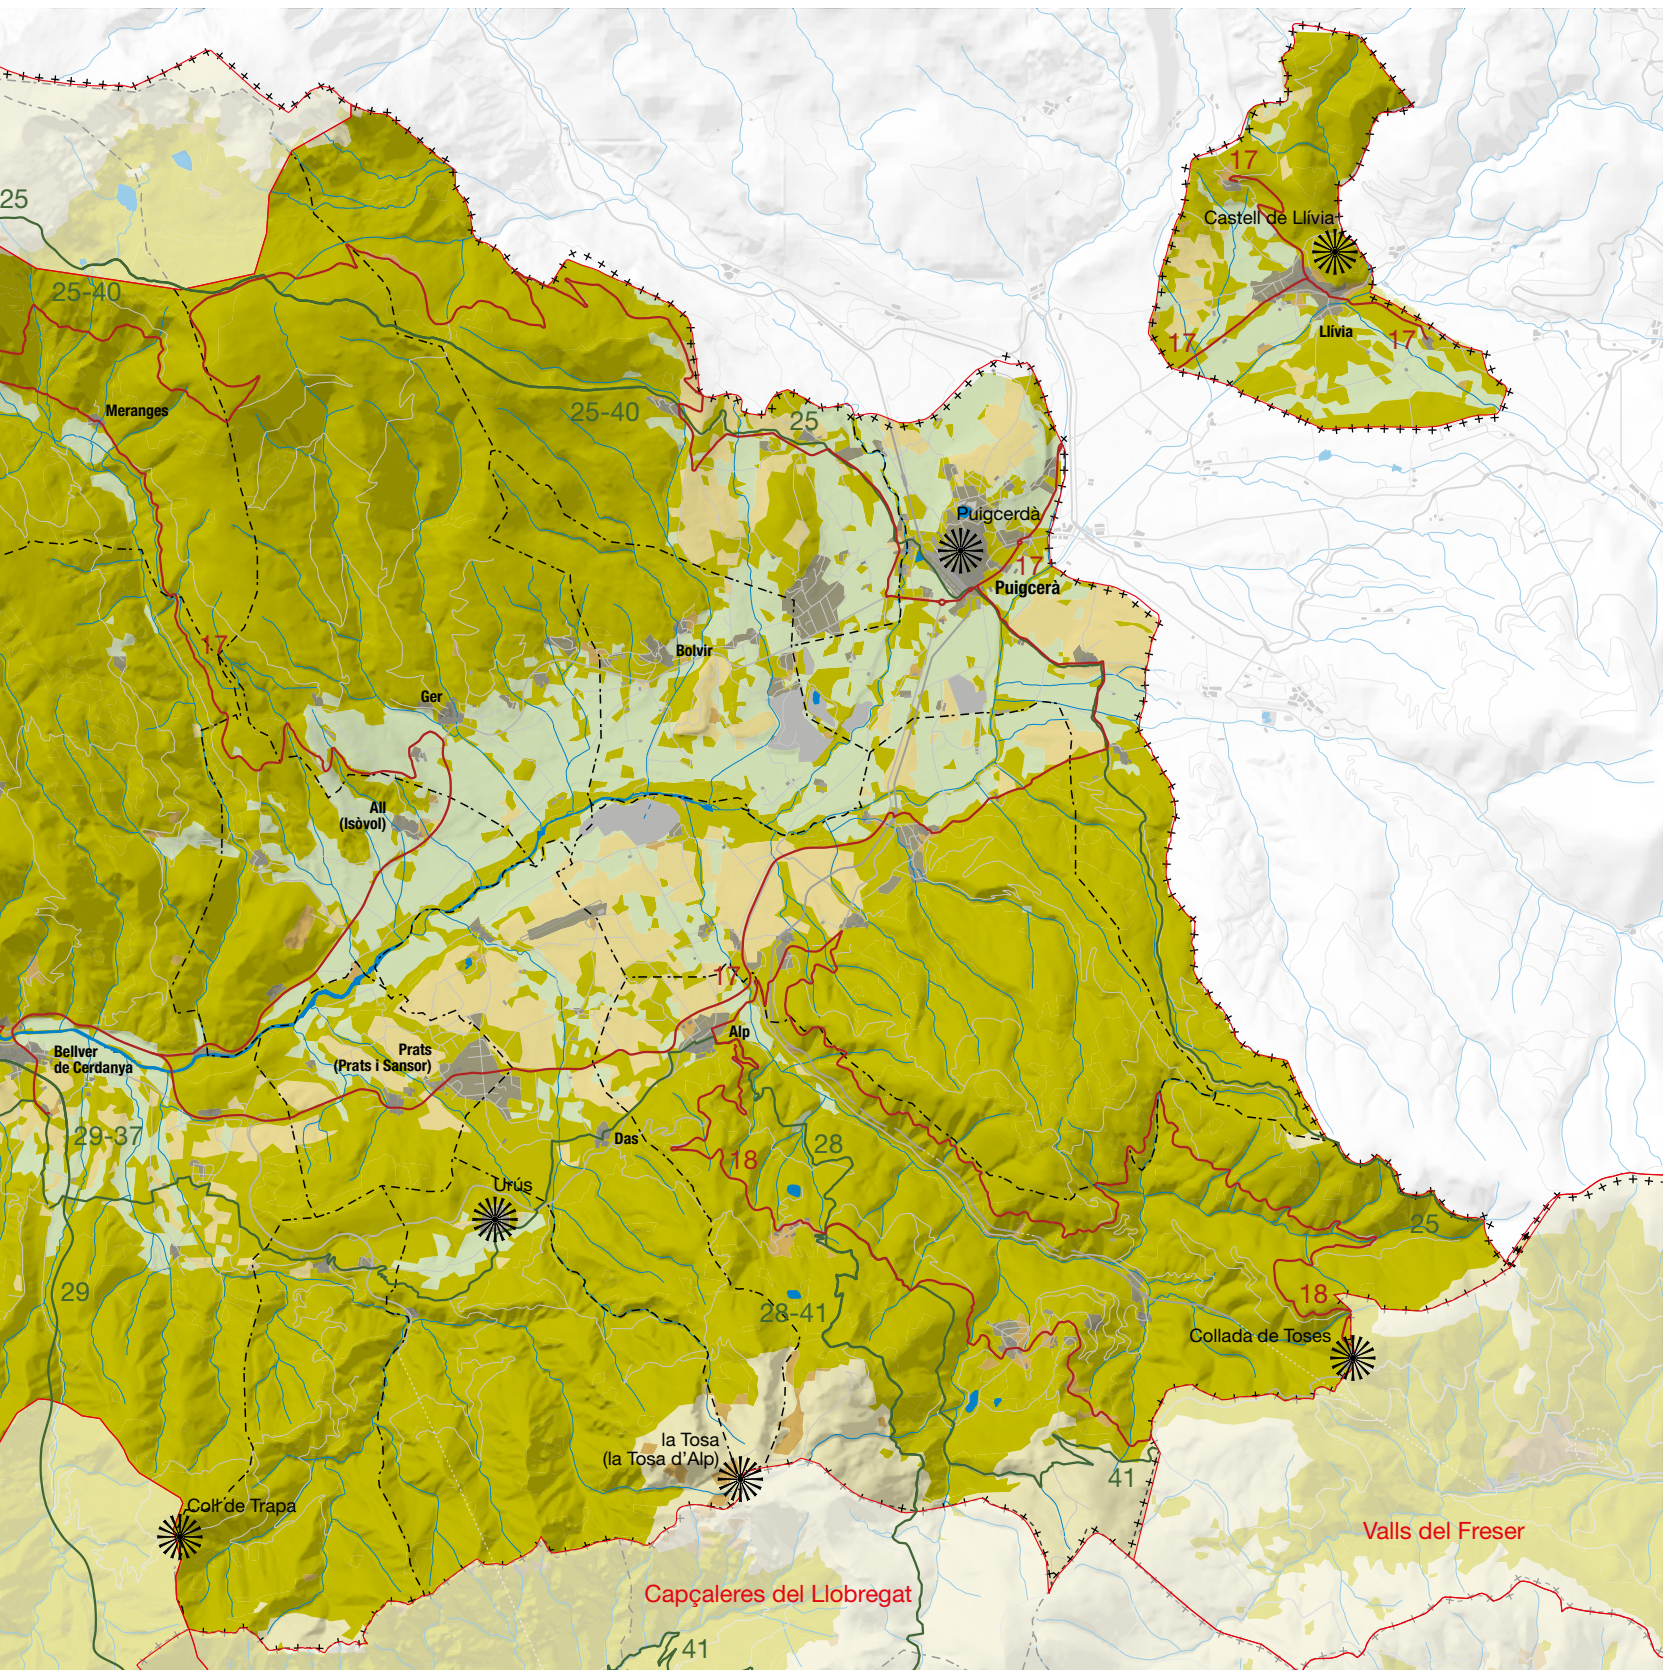 17
Castell de Llívia
25
25-40
Llívia
17
17
Meranges
25-40
25
Puigcerdà
17
Puigcerà
17
Bolvir
Ger
All
(Isòvol)
17
Alp
Bellver
de Cerdanya
Prats
(Prats i Sansor)
29-37
Das
28
18
Urús
25
29
28-41
18
Collada de Toses
la Tosa
(la Tosa d'Alp)
41
Coll de Trapa
Valls del Freser
Capçaleres del Llobregat
41